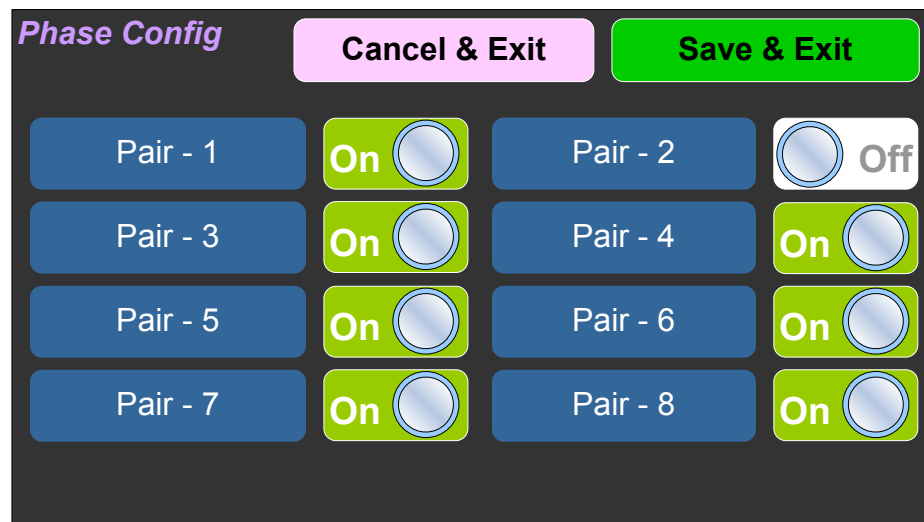 Phase Config
Cancel & Exit
Save & Exit
Pair - 1
On
Pair - 2
Off
Pair - 3
On
Pair - 4
On
Pair - 5
On
Pair - 6
On
Pair - 7
On
Pair - 8
On